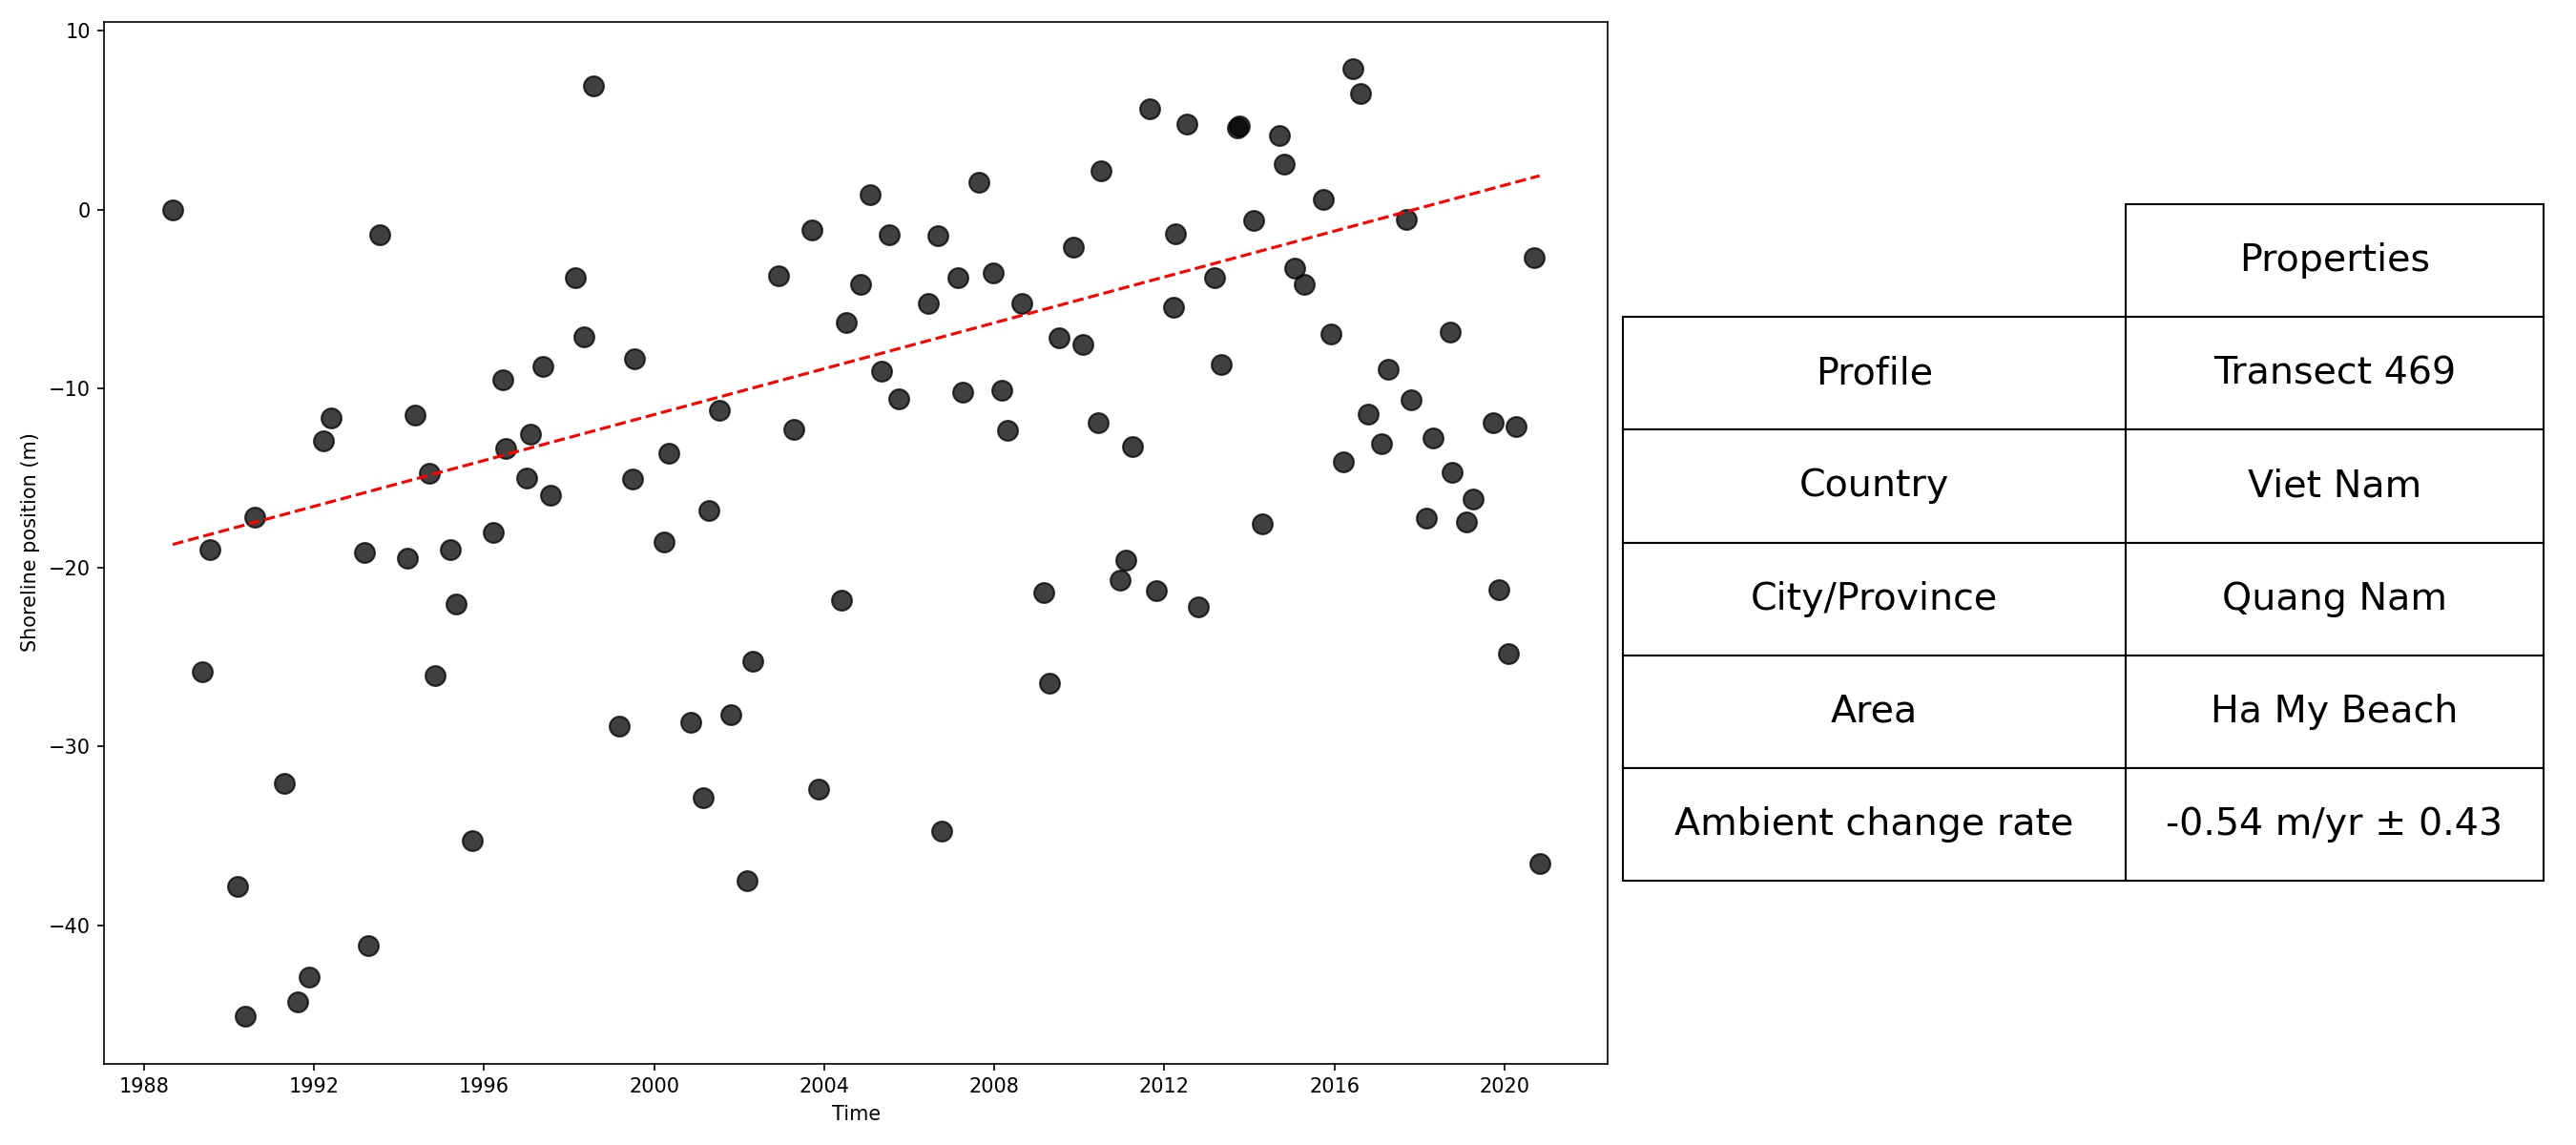 10
0
−10
−20
−30
−40
Shoreline position (m)
1988 1992 1996 2000 2004 2008 2012 2016 2020
Time
Properties
Profile Transect 469
Country Viet Nam
City/Province Quang Nam
Area Ha My Beach
Ambient change rate -0.54 m/yr ± 0.43